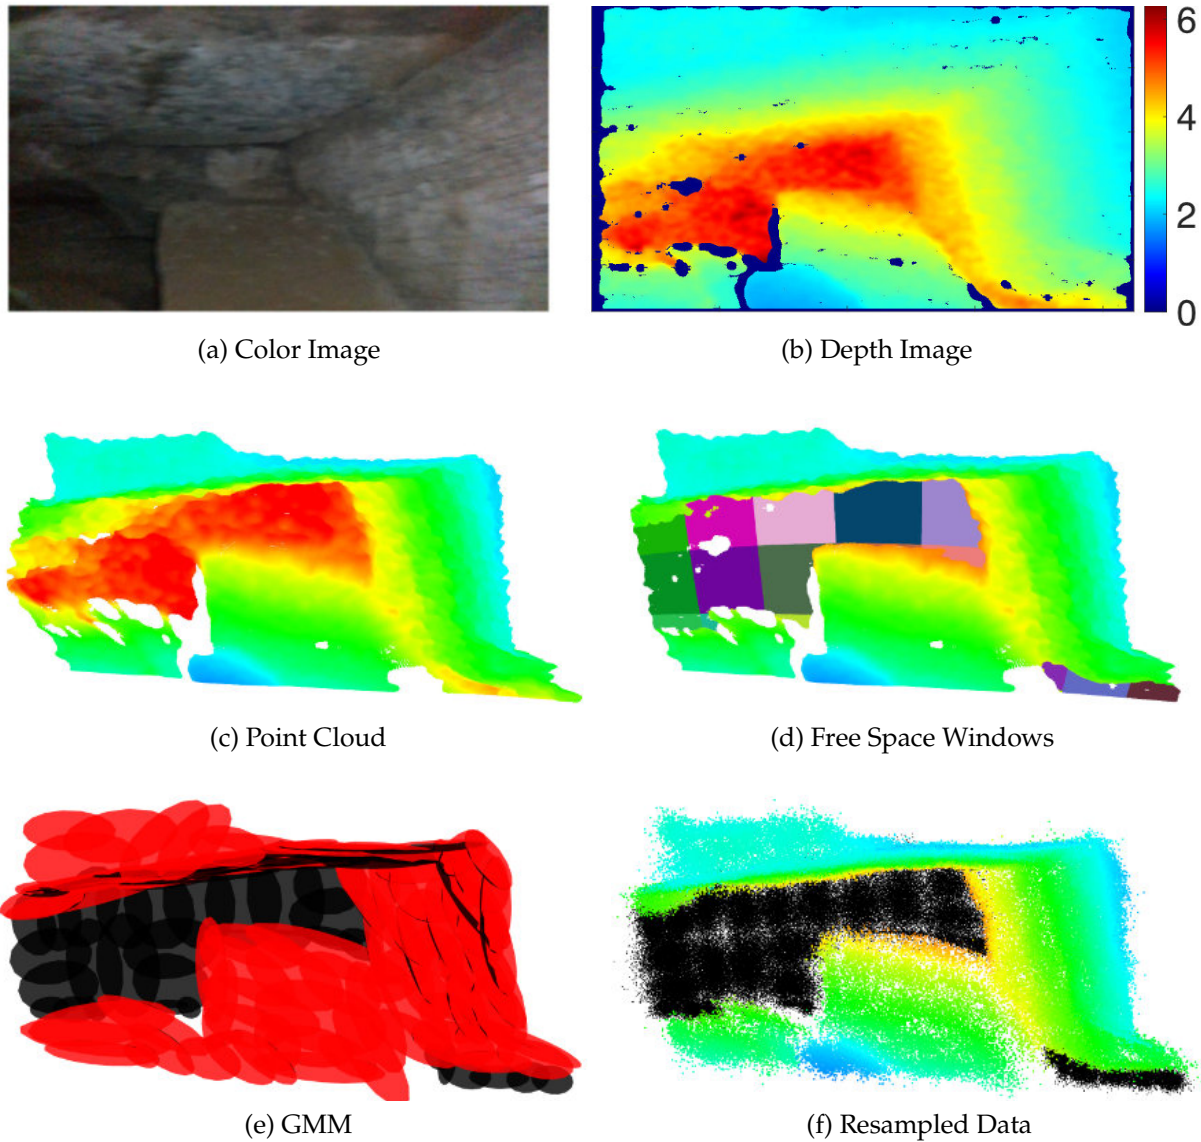 6
4
2
0
(a) Color Image
(b) Depth Image
(c) Point Cloud
(d) Free Space Windows
(e) GMM
(f) Resampled Data